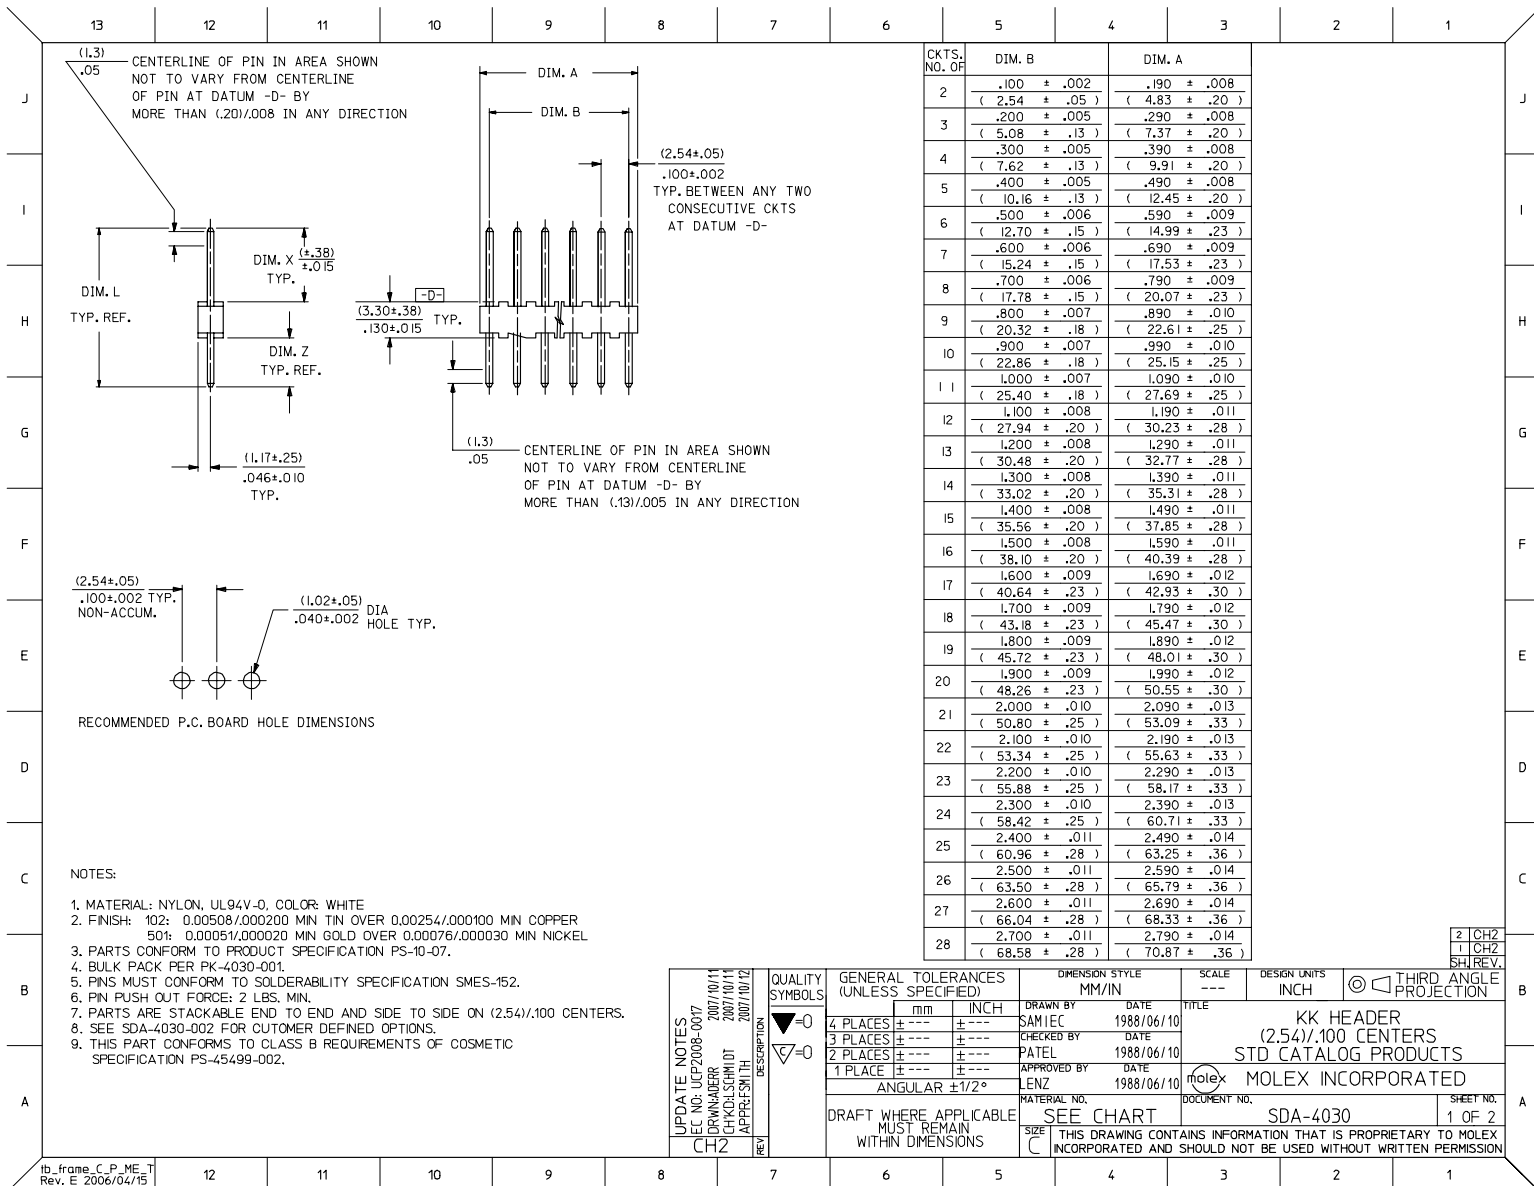 13 12 11 10 9 8 7 6 5 4 3 2 1
J
I
H
G
F
E
D
C
B
A
(1.3)
.05
CENTERLINE OF PIN IN AREA SHOWN
NOT TO VARY FROM CENTERLINE
OF PIN AT DATUM -D- BY
MORE THAN (.20)/.008 IN ANY DIRECTION
DIM. A
DIM. B
(2.54±.05)
.100±.002
TYP. BETWEEN ANY TWO
CONSECUTIVE CKTS
AT DATUM -D-
DIM. L
TYP. REF.
DIM. X (±.38)
±.015
TYP.
DIM. Z
TYP. REF.
-D-
(3.30±.38)
.130±.015
TYP.
(1.17±.25)
.046±.010
TYP.
(1.3)
.05
CENTERLINE OF PIN IN AREA SHOWN
NOT TO VARY FROM CENTERLINE
OF PIN AT DATUM -D- BY
MORE THAN (.13)/.005 IN ANY DIRECTION
(2.54±.05)
.100±.002 TYP.
NON-ACCUM.
(1.02±.05) DIA
.040±.002 HOLE TYP.
RECOMMENDED P.C. BOARD HOLE DIMENSIONS
CKTS.
NO. OF
DIM. B DIM. A
2 .100 ± .002 .190 ± .008
( 2.54 ± .05 ) ( 4.83 ± .20 )
3 .200 ± .005 .290 ± .008
( 5.08 ± .13 ) ( 7.37 ± .20 )
4 .300 ± .005 .390 ± .008
( 7.62 ± .13 ) ( 9.91 ± .20 )
5 .400 ± .005 .490 ± .008
( 10.16 ± .13 ) ( 12.45 ± .20 )
6 .500 ± .006 .590 ± .009
( 12.70 ± .15 ) ( 14.99 ± .23 )
7 .600 ± .006 .690 ± .009
( 15.24 ± .15 ) ( 17.53 ± .23 )
8 .700 ± .006 .790 ± .009
( 17.78 ± .15 ) ( 20.07 ± .23 )
9 .800 ± .007 .890 ± .010
( 20.32 ± .18 ) ( 22.61 ± .25 )
10 .900 ± .007 .990 ± .010
( 22.86 ± .18 ) ( 25.15 ± .25 )
11 1.000 ± .007 1.090 ± .010
( 25.40 ± .18 ) ( 27.69 ± .25 )
12 1.100 ± .008 1.190 ± .011
( 27.94 ± .20 ) ( 30.23 ± .28 )
13 1.200 ± .008 1.290 ± .011
( 30.48 ± .20 ) ( 32.77 ± .28 )
14 1.300 ± .008 1.390 ± .011
( 33.02 ± .20 ) ( 35.31 ± .28 )
15 1.400 ± .008 1.490 ± .011
( 35.56 ± .20 ) ( 37.85 ± .28 )
16 1.500 ± .008 1.590 ± .011
( 38.10 ± .20 ) ( 40.39 ± .28 )
17 1.600 ± .009 1.690 ± .012
( 40.64 ± .23 ) ( 42.93 ± .30 )
18 1.700 ± .009 1.790 ± .012
( 43.18 ± .23 ) ( 45.47 ± .30 )
19 1.800 ± .009 1.890 ± .012
( 45.72 ± .23 ) ( 48.01 ± .30 )
20 1.900 ± .009 1.990 ± .012
( 48.26 ± .23 ) ( 50.55 ± .30 )
21 2.000 ± .010 2.090 ± .013
( 50.80 ± .25 ) ( 53.09 ± .33 )
22 2.100 ± .010 2.190 ± .013
( 53.34 ± .25 ) ( 55.63 ± .33 )
23 2.200 ± .010 2.290 ± .013
( 55.88 ± .25 ) ( 58.17 ± .33 )
24 2.300 ± .010 2.390 ± .013
( 58.42 ± .25 ) ( 60.71 ± .33 )
25 2.400 ± .011 2.490 ± .014
( 60.96 ± .28 ) ( 63.25 ± .36 )
26 2.500 ± .011 2.590 ± .014
( 63.50 ± .28 ) ( 65.79 ± .36 )
27 2.600 ± .011 2.690 ± .014
( 66.04 ± .28 ) ( 68.33 ± .36 )
28 2.700 ± .011 2.790 ± .014
( 68.58 ± .28 ) ( 70.87 ± .36 )
NOTES:
1. MATERIAL: NYLON, UL94V-0, COLOR: WHITE
2. FINISH: 102: 0.00508/.000200 MIN TIN OVER 0.00254/.000100 MIN COPPER
501: 0.00051/.000020 MIN GOLD OVER 0.00076/.000030 MIN NICKEL
3. PARTS CONFORM TO PRODUCT SPECIFICATION PS-10-07.
4. BULK PACK PER PK-4030-001.
5. PINS MUST CONFORM TO SOLDERABILITY SPECIFICATION SMES-152.
6. PIN PUSH OUT FORCE: 2 LBS. MIN.
7. PARTS ARE STACKABLE END TO END AND SIDE TO SIDE ON (2.54)/.100 CENTERS.
8. SEE SDA-4030-002 FOR CUTOMER DEFINED OPTIONS.
9. THIS PART CONFORMS TO CLASS B REQUIREMENTS OF COSMETIC
SPECIFICATION PS-45499-002.
2 CH2
1 CH2
SH. REV.
UPDATE NOTES
EC NO: UCP2008-0017
DRWN:ADERR 2007/10/11
CH'KD:LSCHMIDT 2007/10/11
APPR:FSMITH 2007/10/12
CH2
DESCRIPTION
REV
QUALITY
SYMBOLS
=0
C =0
GENERAL TOLERANCES
(UNLESS SPECIFIED)
mm INCH
4 PLACES ±--- ±---
3 PLACES ±--- ±---
2 PLACES ±--- ±---
1 PLACE ±--- ±---
ANGULAR ±1/2°
DRAFT WHERE APPLICABLE
MUST REMAIN
WITHIN DIMENSIONS
DIMENSION STYLE
MM/IN
SCALE
---
DESIGN UNITS
INCH
THIRD ANGLE
PROJECTION
DRAWN BY DATE
SAMIEC 1988/06/10
CHECKED BY DATE
PATEL 1988/06/10
APPROVED BY DATE
LENZ 1988/06/10
TITLE
KK HEADER
(2.54)/.100 CENTERS
STD CATALOG PRODUCTS
molex MOLEX INCORPORATED
MATERIAL NO.
SEE CHART
DOCUMENT NO.
SDA-4030
SHEET NO.
1 OF 2
SIZE
C
THIS DRAWING CONTAINS INFORMATION THAT IS PROPRIETARY TO MOLEX
INCORPORATED AND SHOULD NOT BE USED WITHOUT WRITTEN PERMISSION
tb_frame_C_P_ME_T
Rev. E 2006/04/15
12 11 10 9 8 7 6 5 4 3 2 1
J
I
H
G
F
E
D
C
B
A